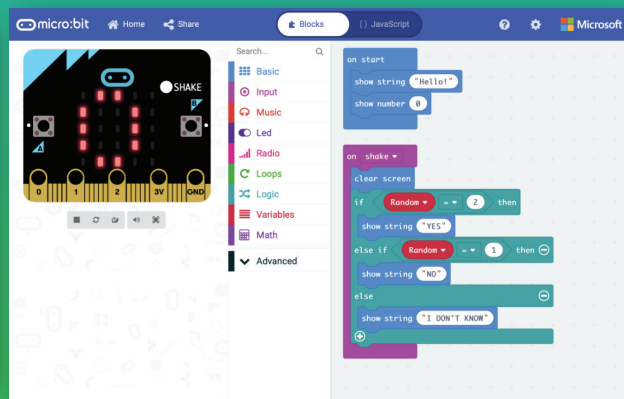 micro:bit Home Share Blocks { } JavaScript Microsoft
Search...
Basic
Input
Music
Led
Radio
Loops
Logic
Variables
Math
Advanced
SHAKE
B
A
0 1 2 3V GND
on start
show string "Hello!"
show number 0
on shake
clear screen
if Random = 2 then
show string "YES"
else if Random = 1 then
show string "NO"
else
show string "I DON'T KNOW"